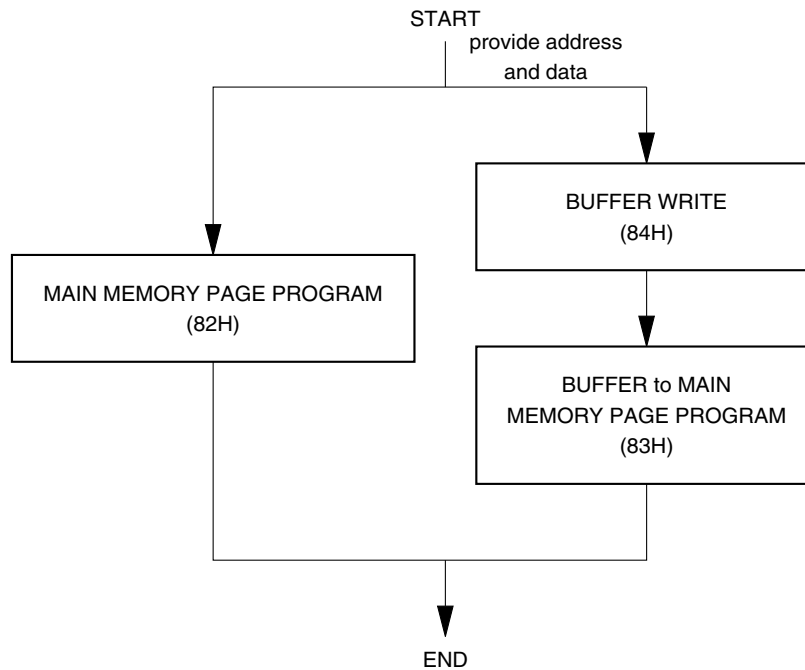 START
provide address
and data
BUFFER WRITE
(84H)
MAIN MEMORY PAGE PROGRAM
(82H)
BUFFER to MAIN
MEMORY PAGE PROGRAM
(83H)
END